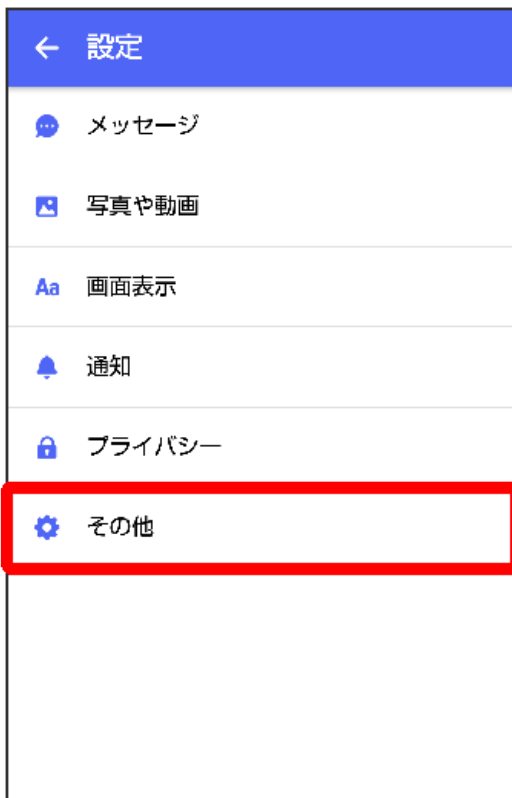 設定
メッセージ
写真や動画
Aa 画面表示
通知
プライバシー
その他